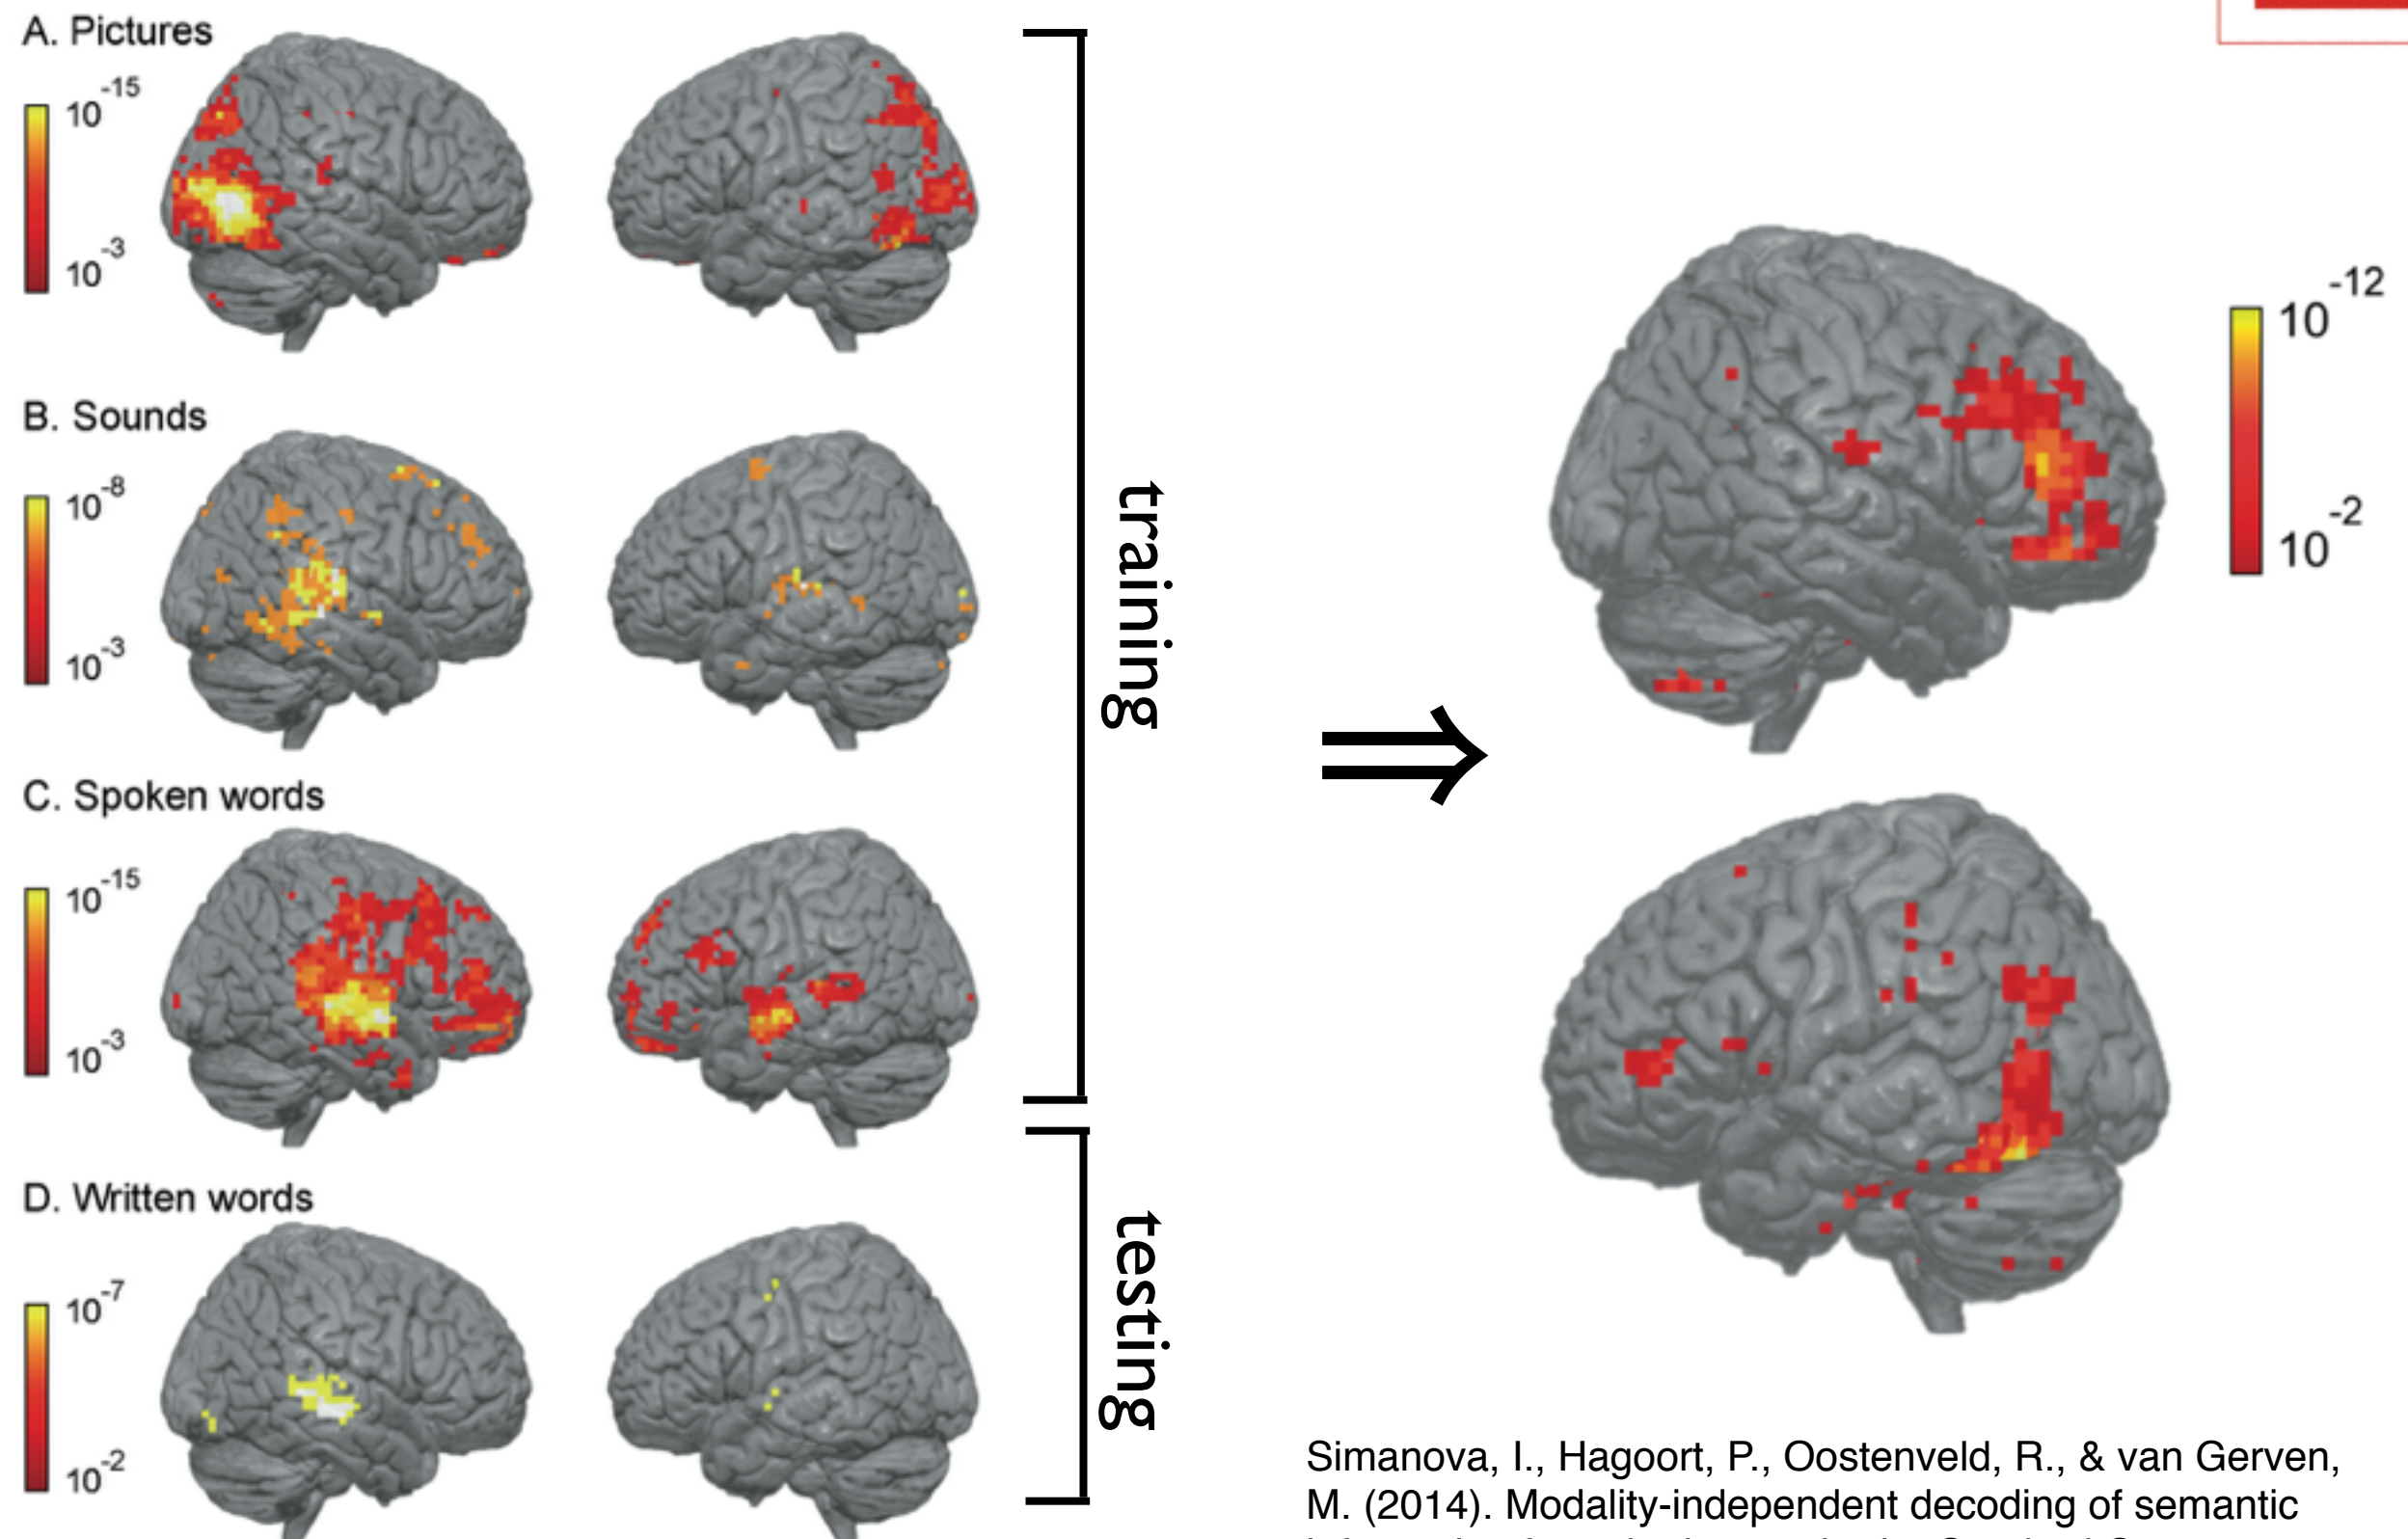 A. Pictures
10-15
10-3
B. Sounds
10-8
10-3
C. Spoken words
10-15
10-3
D. Written words
10-7
10-2
training
testing
10-12
10-2
Simanova, I., Hagoort, P., Oostenveld, R., & van Gerven,
M. (2014). Modality-independent decoding of semantic